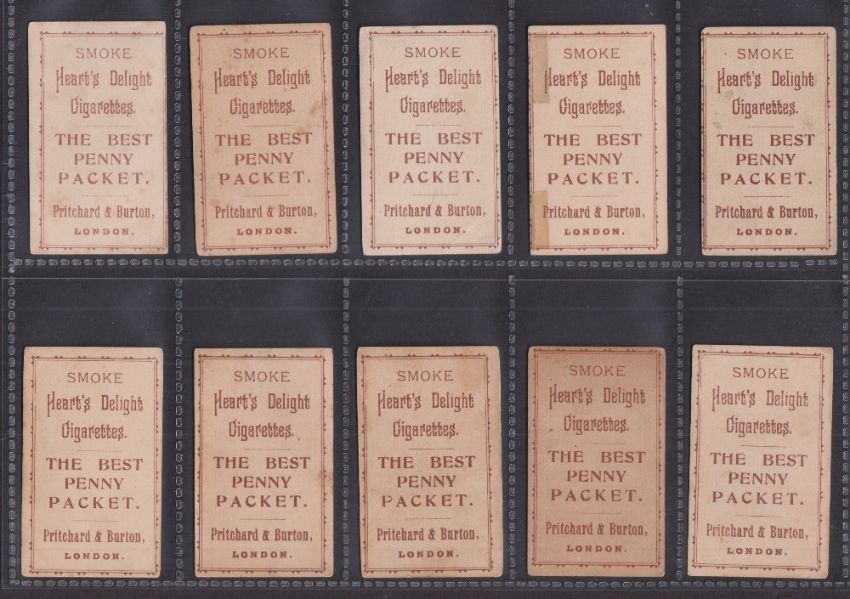 SMOKE
Heart's Delight
Cigarettes.
THE BEST
PENNY
PACKET.
Pritchard & Burton,
LONDON.
SMOKE
Heart's Delight
Cigarettes.
THE BEST
PENNY
PACKET.
Pritchard & Burton,
LONDON.
SMOKE
Heart's Delight
Cigarettes.
THE BEST
PENNY
PACKET.
Pritchard & Burton,
LONDON.
SMOKE
Heart's Delight
Cigarettes.
THE BEST
PENNY
PACKET.
Pritchard & Burton,
LONDON.
SMOKE
Heart's Delight
Cigarettes.
THE BEST
PENNY
PACKET.
Pritchard & Burton,
LONDON.
SMOKE
Heart's Delight
Cigarettes.
THE BEST
PENNY
PACKET.
Pritchard & Burton,
LONDON.
SMOKE
Heart's Delight
Cigarettes.
THE BEST
PENNY
PACKET.
Pritchard & Burton,
LONDON.
SMOKE
Heart's Delight
Cigarettes.
THE BEST
PENNY
PACKET.
Pritchard & Burton,
LONDON.
SMOKE
Heart's Delight
Cigarettes.
THE BEST
PENNY
PACKET.
Pritchard & Burton,
LONDON.
SMOKE
Heart's Delight
Cigarettes.
THE BEST
PENNY
PACKET.
Pritchard & Burton,
LONDON.